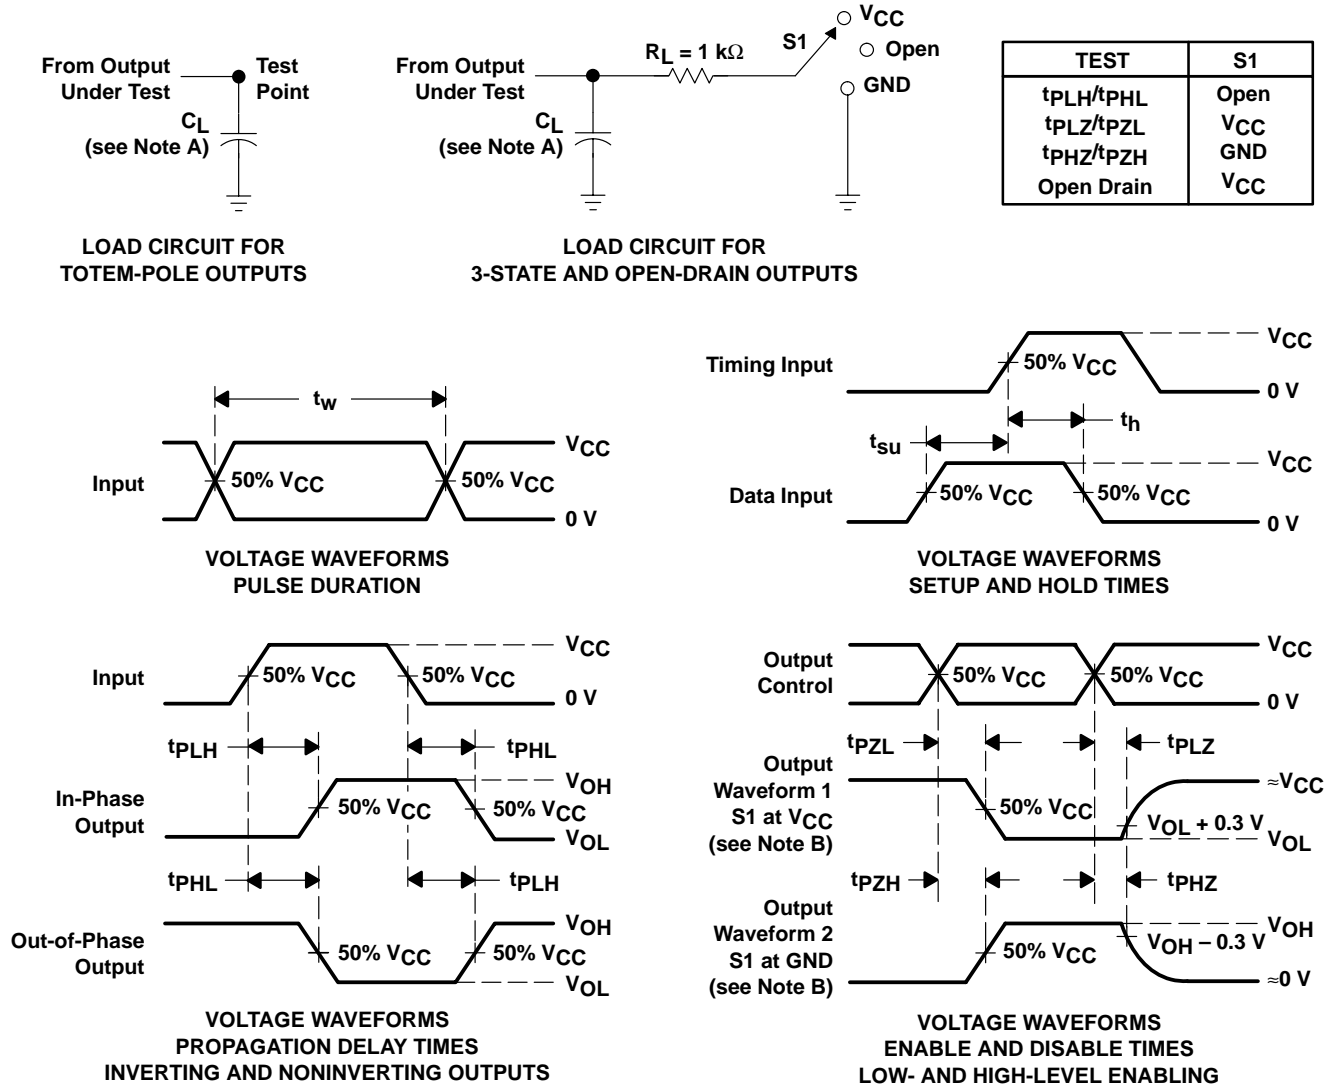 From Output
Under Test
Test
Point
CL
(see Note A)
LOAD CIRCUIT FOR
TOTEM-POLE OUTPUTS
From Output
Under Test
RL = 1 kΩ
S1
VCC
Open
GND
CL
(see Note A)
LOAD CIRCUIT FOR
3-STATE AND OPEN-DRAIN OUTPUTS
TEST S1
tPLH/tPHL Open
tPLZ/tPZL VCC
tPHZ/tPZH GND
Open Drain VCC
tw
Input
50% VCC
50% VCC
VCC
0 V
VOLTAGE WAVEFORMS
PULSE DURATION
Timing Input
50% VCC
VCC
0 V
tsu
th
Data Input
50% VCC
50% VCC
VCC
0 V
VOLTAGE WAVEFORMS
SETUP AND HOLD TIMES
Input
50% VCC
50% VCC
VCC
0 V
tPLH
tPHL
In-Phase
Output
50% VCC
50% VCC
VOH
VOL
tPHL
tPLH
Out-of-Phase
Output
50% VCC
50% VCC
VOH
VOL
VOLTAGE WAVEFORMS
PROPAGATION DELAY TIMES
INVERTING AND NONINVERTING OUTPUTS
Output
Control
50% VCC
50% VCC
VCC
0 V
tPZL
tPLZ
Output
Waveform 1
S1 at VCC
(see Note B)
50% VCC
VOL + 0.3 V
≈VCC
VOL
tPZH
tPHZ
Output
Waveform 2
S1 at GND
(see Note B)
50% VCC
VOH − 0.3 V
VOH
≈0 V
VOLTAGE WAVEFORMS
ENABLE AND DISABLE TIMES
LOW- AND HIGH-LEVEL ENABLING